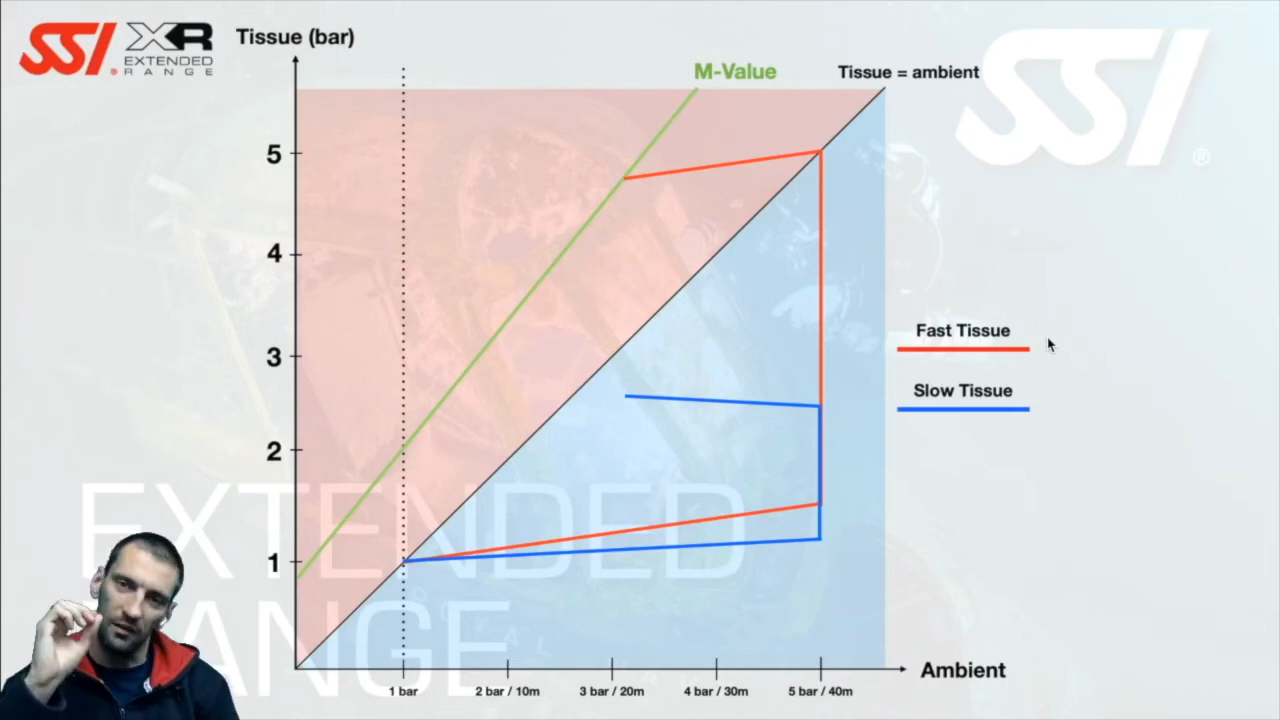 SSI XR
EXTENDED
RANGE
Tissue (bar)
M-Value
Tissue = ambient
SSI
5
4
3
2
1
Fast Tissue
Slow Tissue
EXTENDED
RANGE
Ambient
1 bar
2 bar / 10m
3 bar / 20m
4 bar / 30m
5 bar / 40m